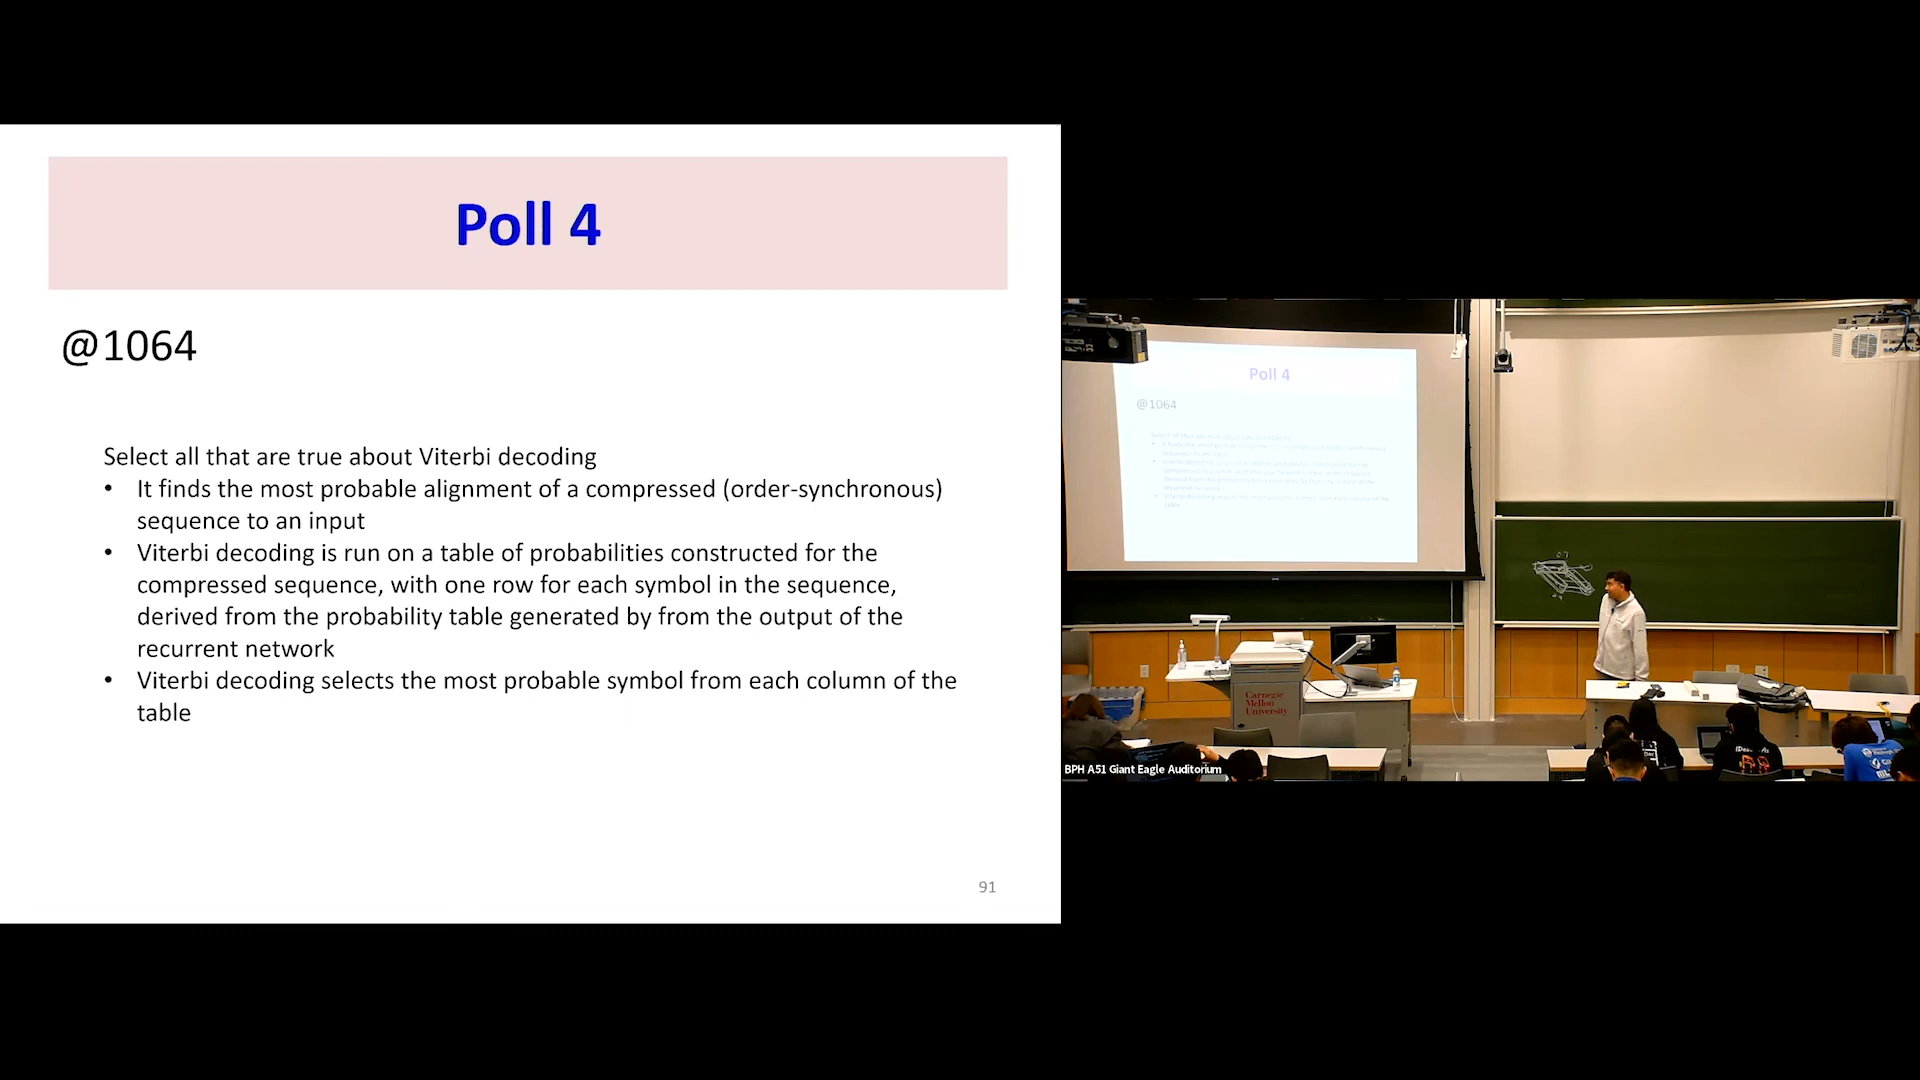 Poll 4
@1064
Select all that are true about Viterbi decoding
• It finds the most probable alignment of a compressed (order-synchronous)
sequence to an input
• Viterbi decoding is run on a table of probabilities constructed for the
compressed sequence, with one row for each symbol in the sequence,
derived from the probability table generated by from the output of the
recurrent network
• Viterbi decoding selects the most probable symbol from each column of the
table
91
Poll 4
@1064
Carnegie
Mellon
University
BPH A51 Giant Eagle Auditorium